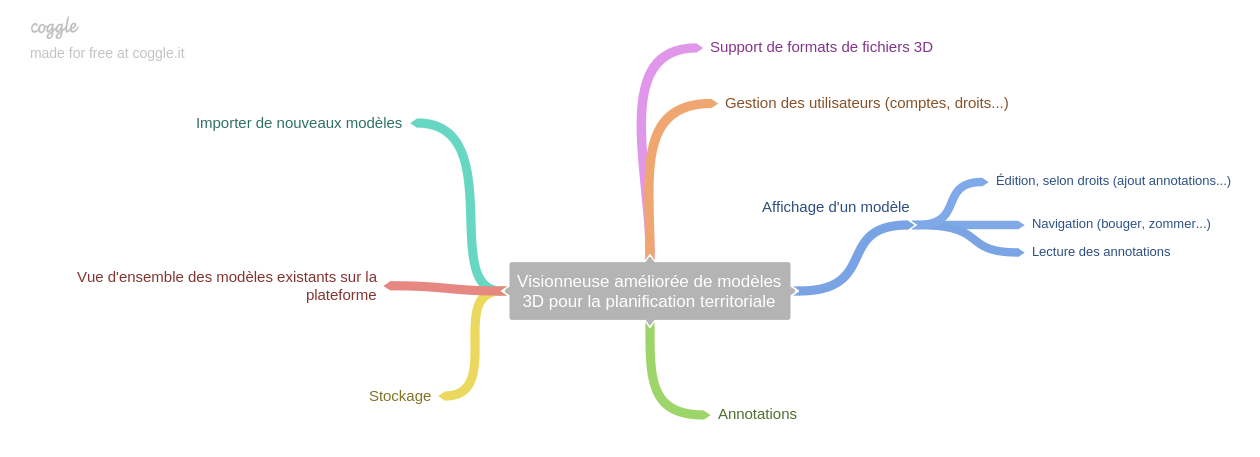 coggle
made for free at coggle.it
Support de formats de fichiers 3D
Gestion des utilisateurs (comptes, droits...)
Importer de nouveaux modèles
Édition, selon droits (ajout annotations...)
Affichage d'un modèle
Navigation (bouger, zommer...)
Lecture des annotations
Vue d'ensemble des modèles existants sur la
plateforme
Visionneuse améliorée de modèles
3D pour la planification territoriale
Stockage
Annotations